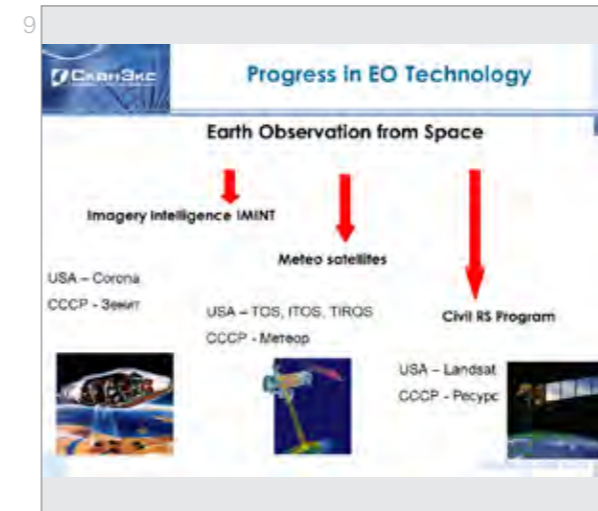 9
СканЭкс
Progress in EO Technology
Earth Observation from Space
Imagery Intelligence IMINT
Meteo satellites
Civil RS Program
USA – Corona
СССР - Зенит
USA – TOS, ITOS, TIROS
СССР - Метеор
USA – Landsat
СССР - Ресурс